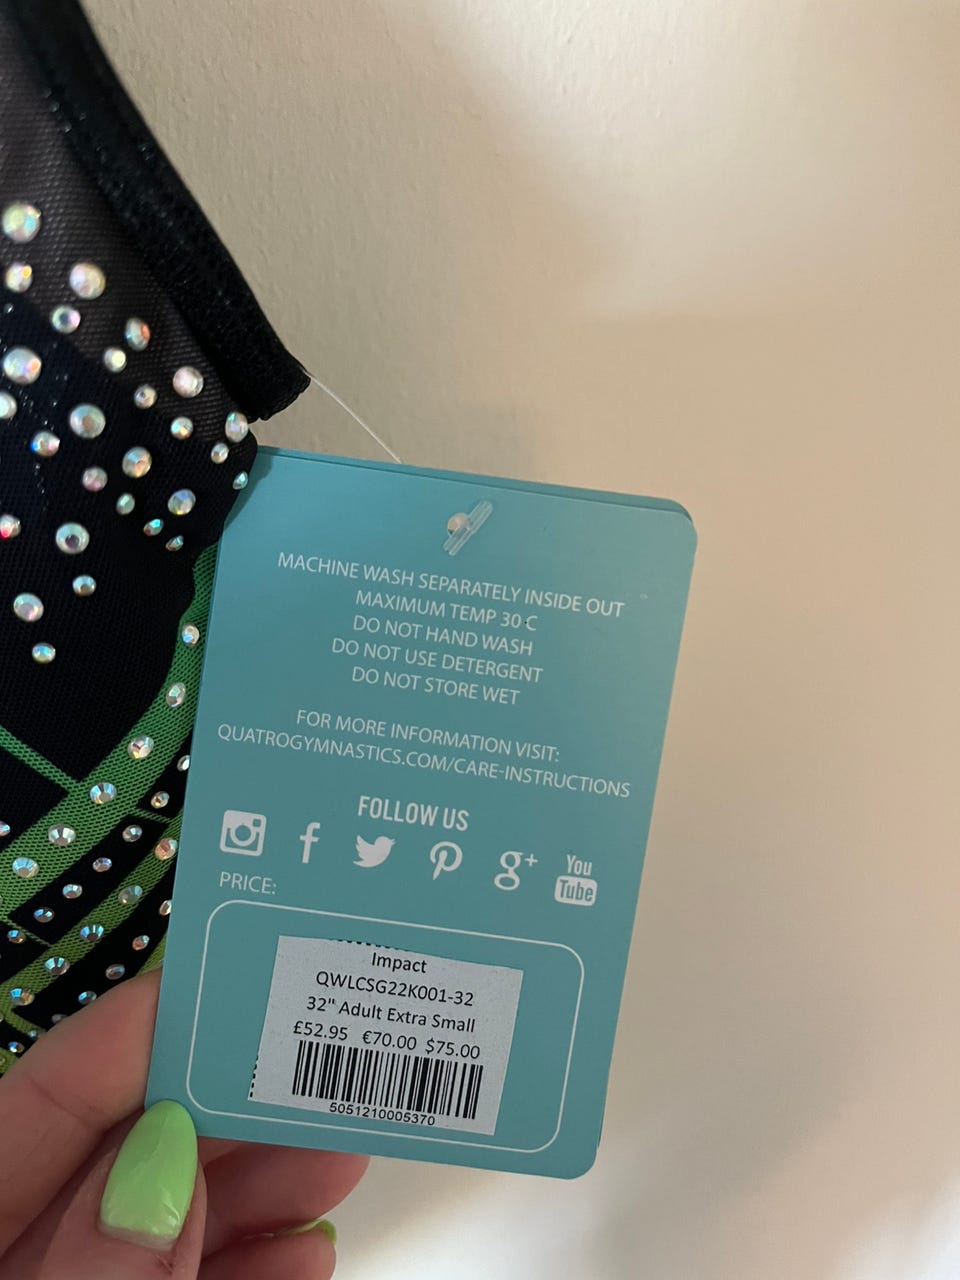 MACHINE WASH SEPARATELY INSIDE OUT
MAXIMUM TEMP 30 C
DO NOT HAND WASH
DO NOT USE DETERGENT
DO NOT STORE WET
FOR MORE INFORMATION VISIT:
QUATROGYMNASTICS.COM/CARE-INSTRUCTIONS
FOLLOW US
f g+ You
Tube
PRICE:
Impact
QWLCSG22K001-32
32" Adult Extra Small
£52.95 €70.00 $75.00
5051210005370